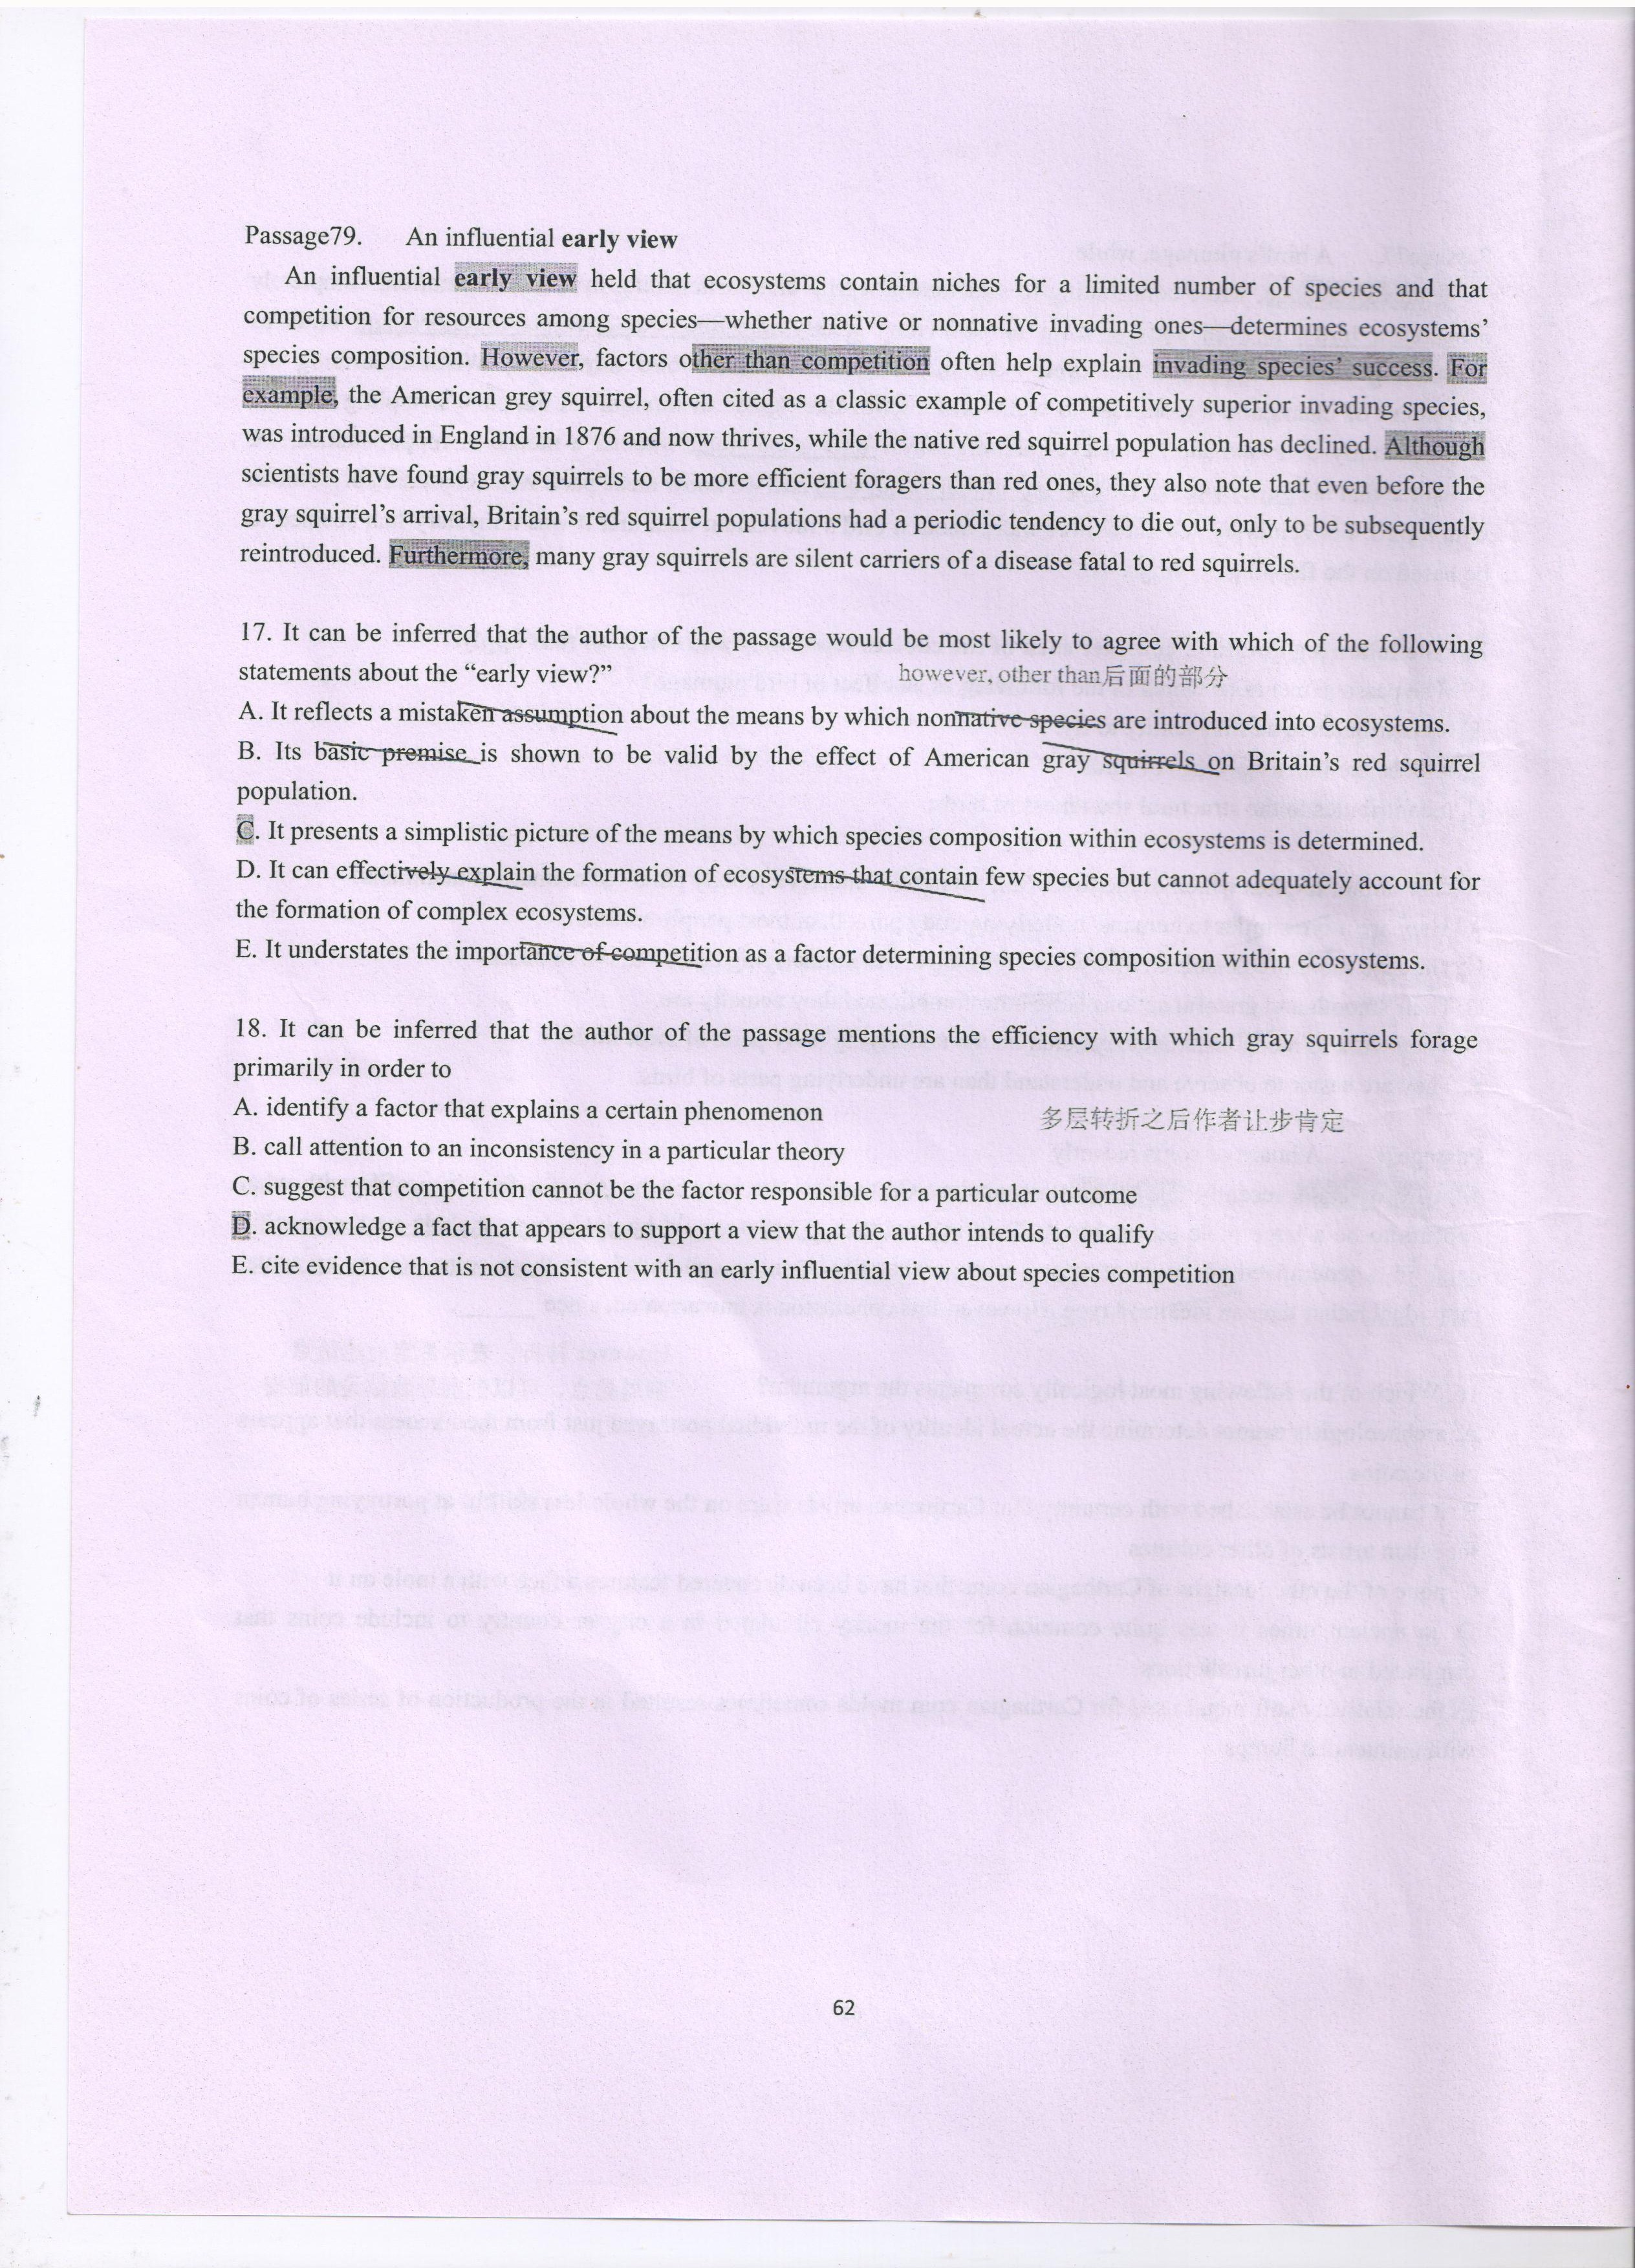 Passage79. An influential early view
An influential early view held that ecosystems contain niches for a limited number of species and that
competition for resources among species—whether native or nonnative invading ones—determines ecosystems’
species composition. However, factors other than competition often help explain invading species’ success. For
example, the American grey squirrel, often cited as a classic example of competitively superior invading species,
was introduced in England in 1876 and now thrives, while the native red squirrel population has declined. Although
scientists have found gray squirrels to be more efficient foragers than red ones, they also note that even before the
gray squirrel’s arrival, Britain’s red squirrel populations had a periodic tendency to die out, only to be subsequently
reintroduced. Furthermore, many gray squirrels are silent carriers of a disease fatal to red squirrels.
17. It can be inferred that the author of the passage would be most likely to agree with which of the following
statements about the “early view?” however, other than后面的部分
A. It reflects a mistaken assumption about the means by which nonnative species are introduced into ecosystems.
B. Its basic premise is shown to be valid by the effect of American gray squirrels on Britain’s red squirrel
population.
C. It presents a simplistic picture of the means by which species composition within ecosystems is determined.
D. It can effectively explain the formation of ecosystems that contain few species but cannot adequately account for
the formation of complex ecosystems.
E. It understates the importance of competition as a factor determining species composition within ecosystems.
18. It can be inferred that the author of the passage mentions the efficiency with which gray squirrels forage
primarily in order to
A. identify a factor that explains a certain phenomenon 多层转折之后作者让步肯定
B. call attention to an inconsistency in a particular theory
C. suggest that competition cannot be the factor responsible for a particular outcome
D. acknowledge a fact that appears to support a view that the author intends to qualify
E. cite evidence that is not consistent with an early influential view about species competition
62